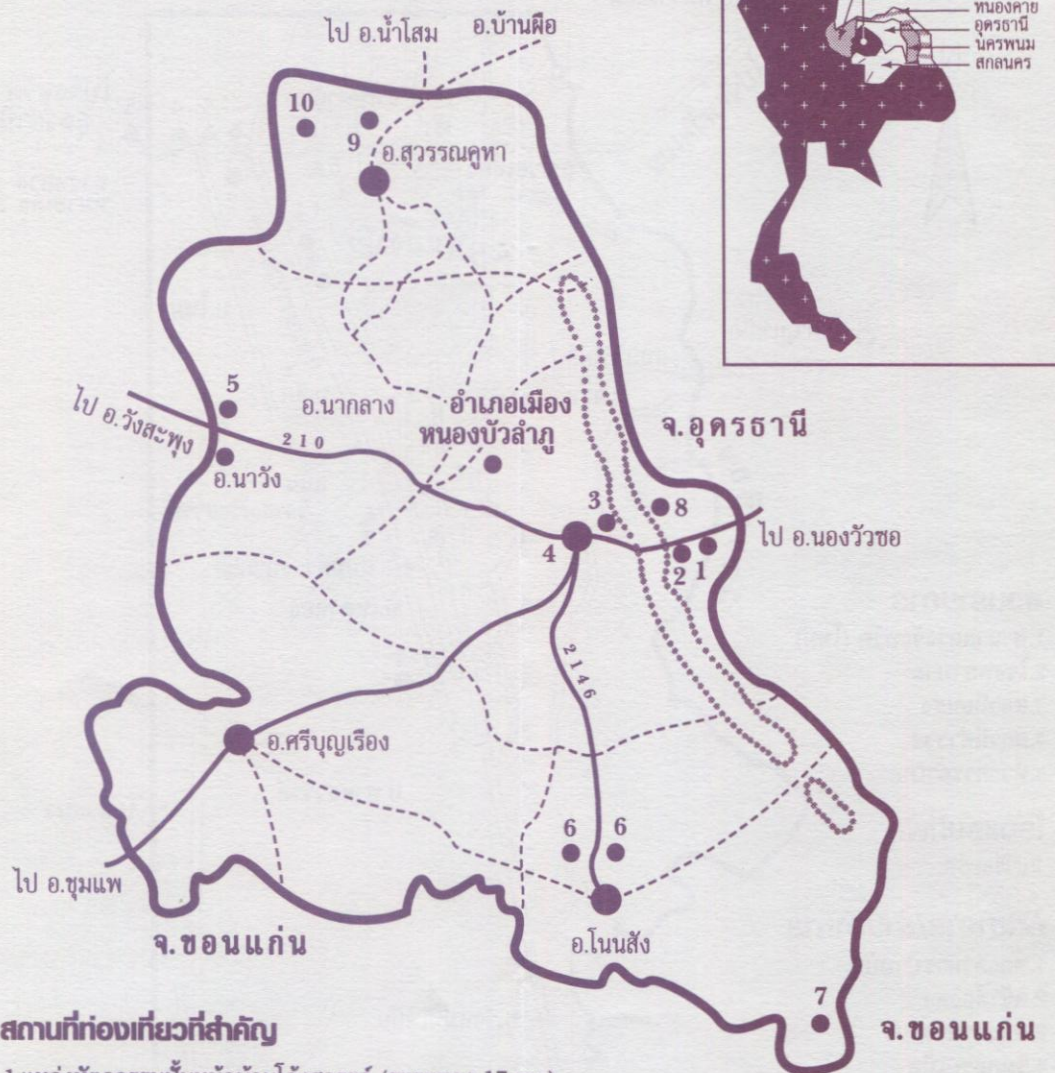 หนองคาย
อุดรธานี
นครพนม
สกลนคร
ไป อ.น้ำโสม
อ.บ้านผือ
10
9
อ.สุวรรณคูหา
5
ไป อ.วังสะพุง
210
อ.นากลาง
อ.นาวัง
อำเภอเมือง
หนองบัวลำภู
จ.อุดรธานี
3
8
4
2
1
ไป อ.นองวัวซอ
2146
อ.ศรีบุญเรือง
6
6
ไป อ.ชุมแพ
จ.ขอนแก่น
อ.โนนสัง
7
จ.ขอนแก่น
สถานที่ท่องเที่ยวที่สำคัญ